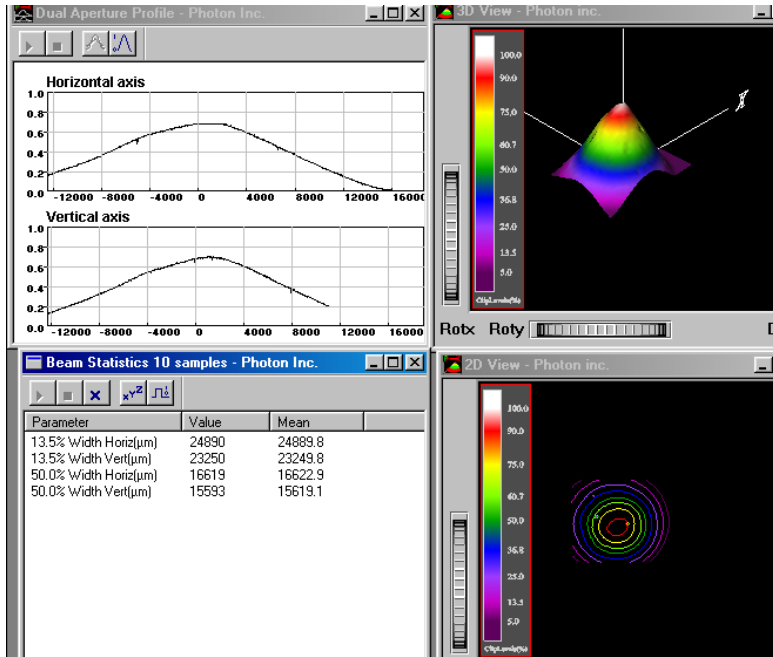 Dual Aperture Profile - Photon Inc.
Horizontal axis
1.0
0.8
0.6
0.4
0.2
0.0
-12000 -8000 -4000 0 4000 8000 12000 16000
Vertical axis
1.0
0.8
0.6
0.4
0.2
0.0
-12000 -8000 -4000 0 4000 8000 12000 16000
3D View - Photon inc.
100.0
90.0
75.0
60.7
50.0
36.8
25.0
13.5
5.0
ClipLevels(%)
Rotx Roty
Beam Statistics 10 samples - Photon Inc.
XYZ
Parameter Value Mean
13.5% Width Horiz(µm) 24890 24889.8
13.5% Width Vert(µm) 23250 23249.8
50.0% Width Horiz(µm) 16619 16622.9
50.0% Width Vert(µm) 15593 15619.1
2D View - Photon inc.
100.0
90.0
75.0
60.7
50.0
36.8
25.0
13.5
5.0
ClipLevels(%)